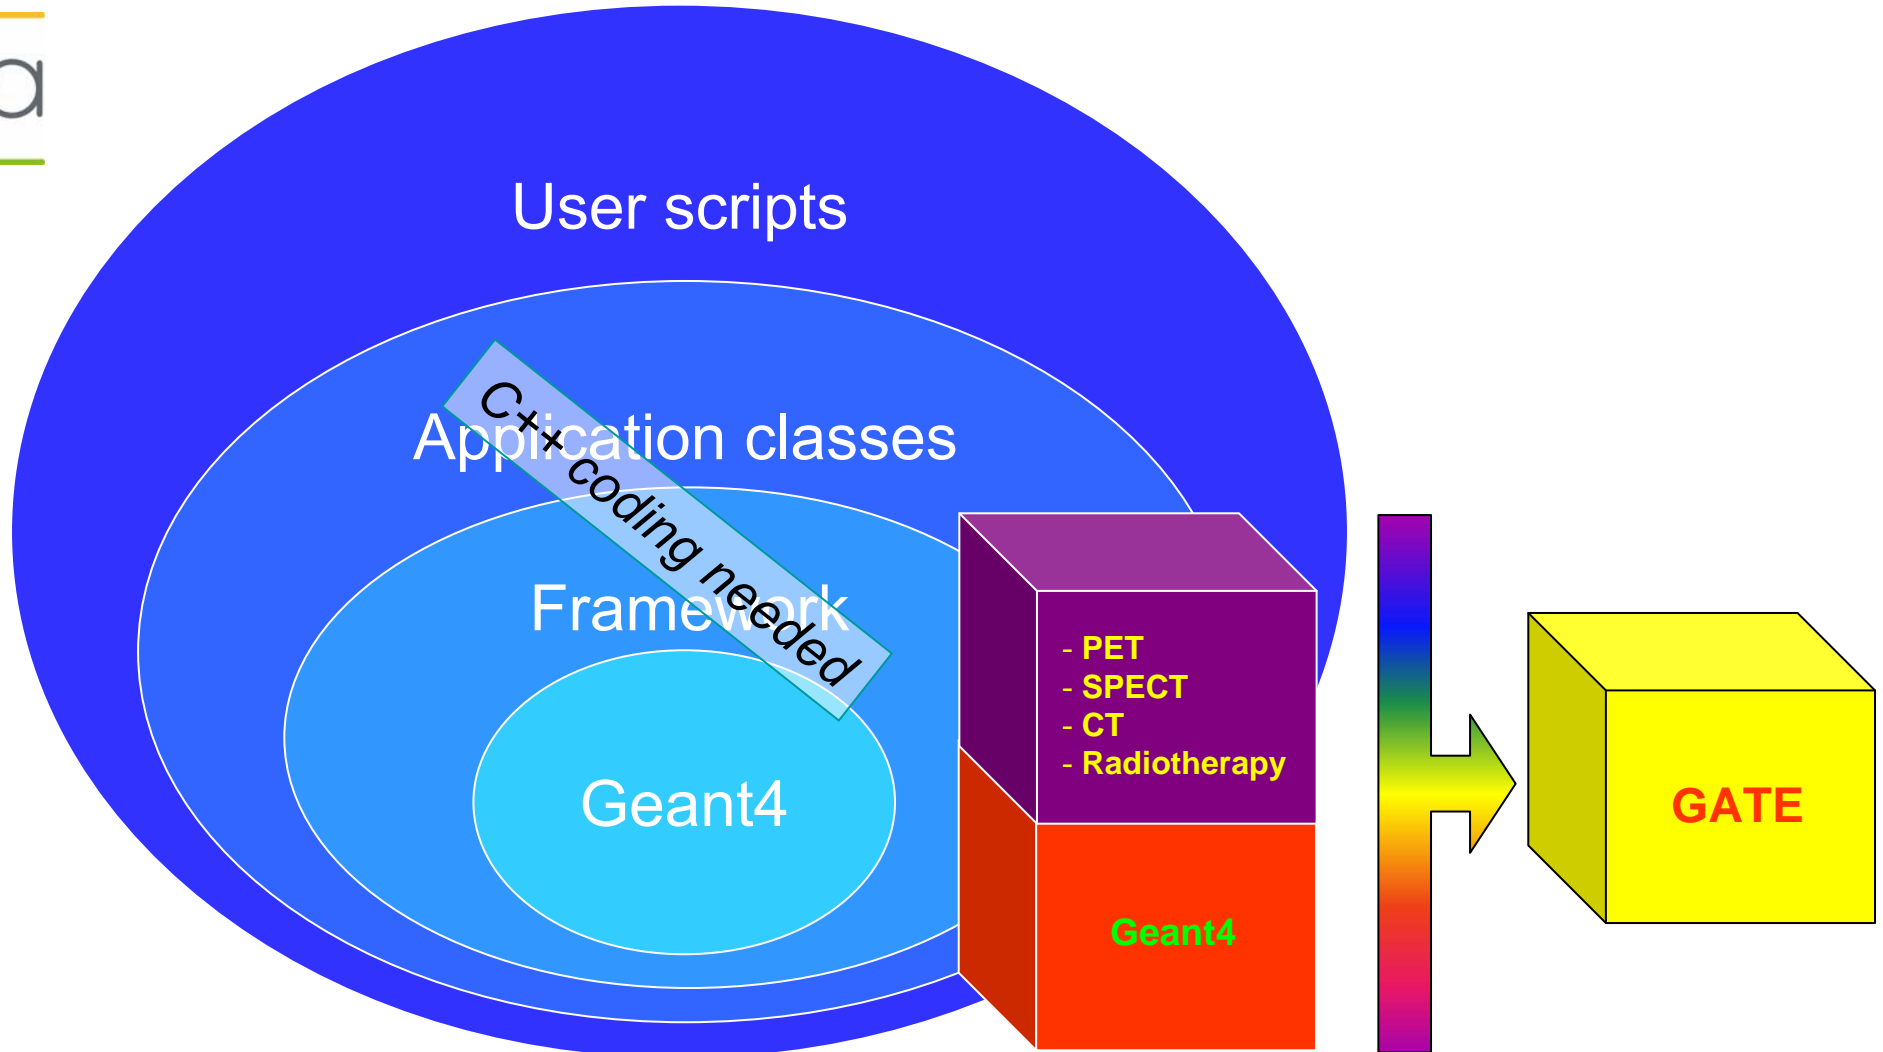 a
User scripts
Application classes
C++ coding needed
Framework
Geant4
- PET
- SPECT
- CT
- Radiotherapy
Geant4
GATE